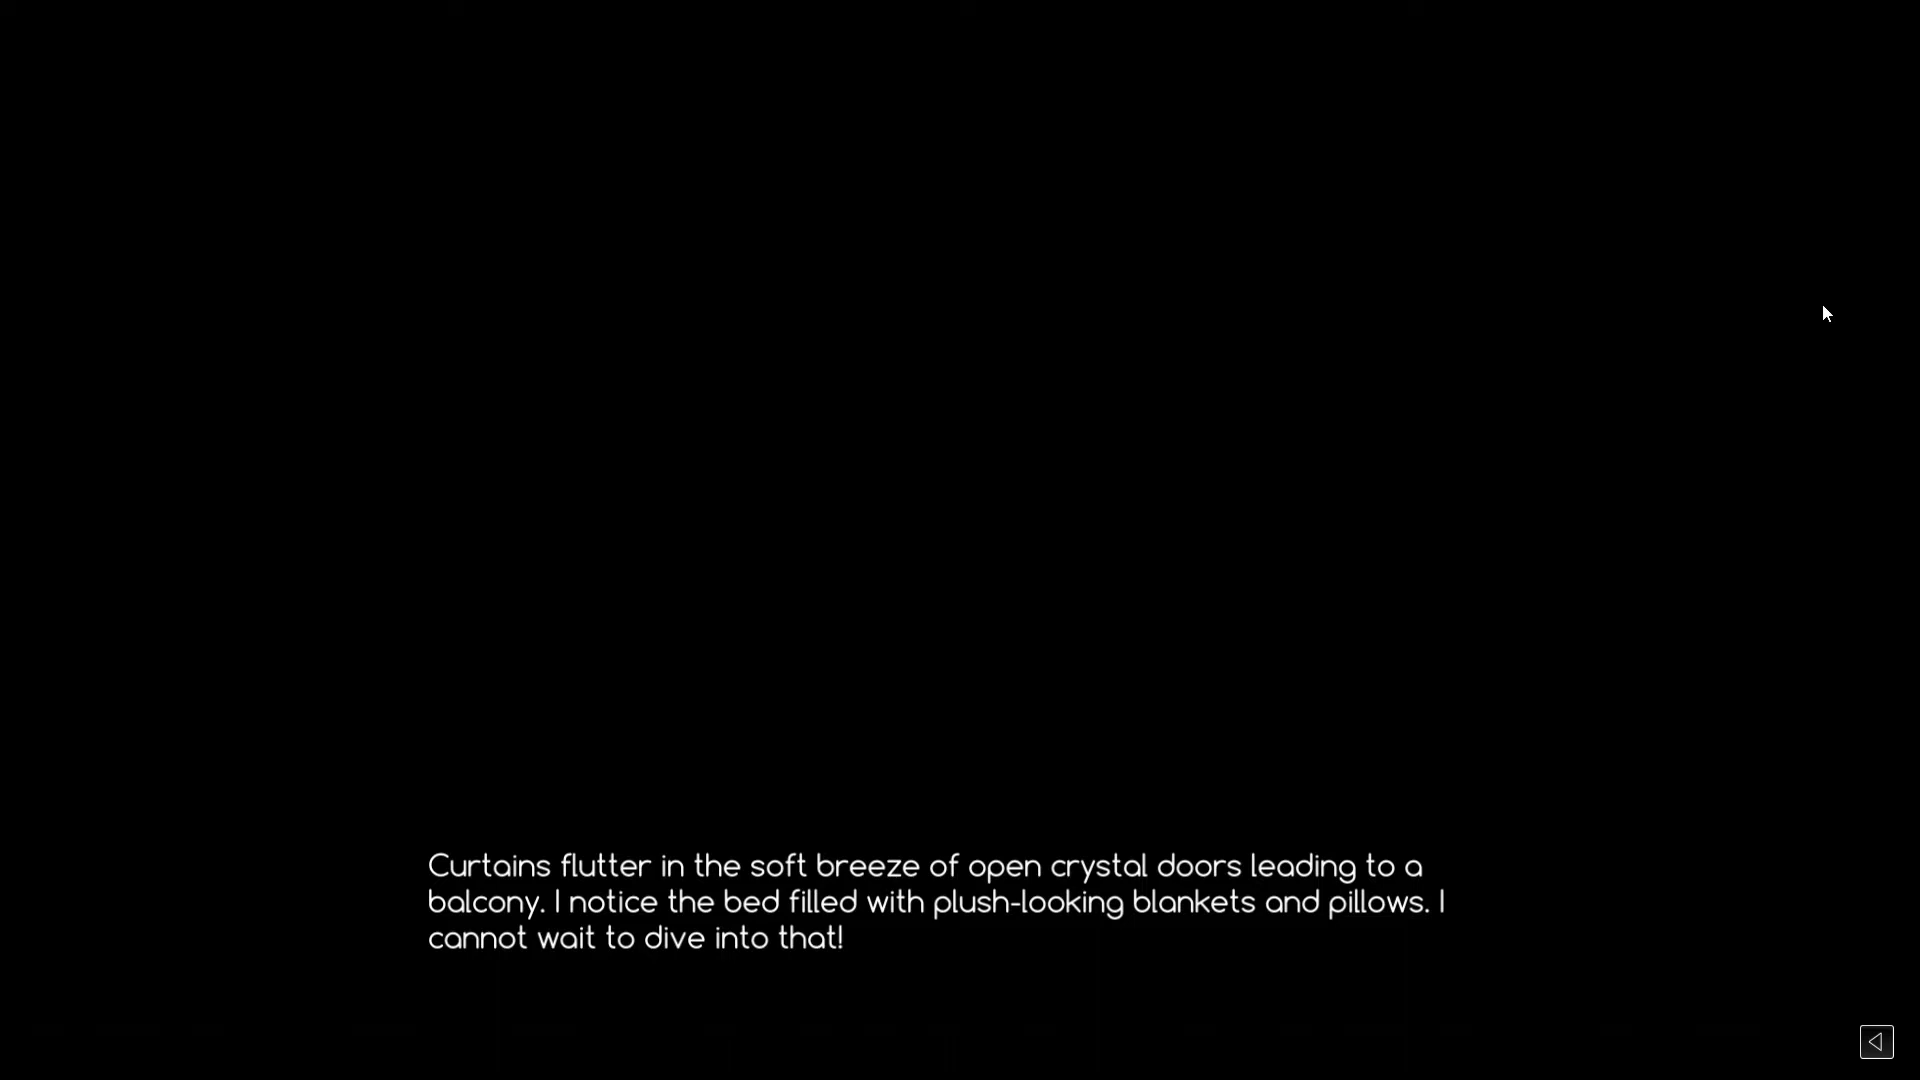 Curtains flutter in the soft breeze of open crystal doors leading to a
balcony. I notice the bed filled with plush-looking blankets and pillows. I
cannot wait to dive into that!